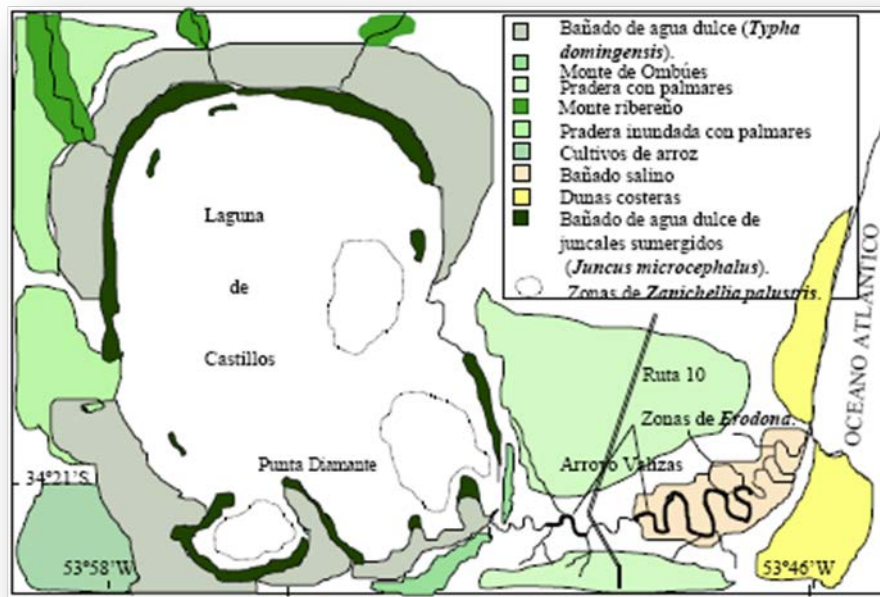 Bañado de agua dulce (Typha
domingensis).
Monte de Ombúes
Pradera con palmares
Monte ribereño
Pradera inundada con palmares
Cultivos de arroz
Bañado salino
Dunas costeras
Bañado de agua dulce de
juncales sumergidos
(Juncus microcephalus).
Zonas de Zanichellia palustris.
Laguna
de
Castillos
Punta Diamante
Ruta 10
Zonas de Erodona.
Arroyo Valizas
OCEANO ATLÁNTICO
34°21'S.
53°58'W
53°46'W